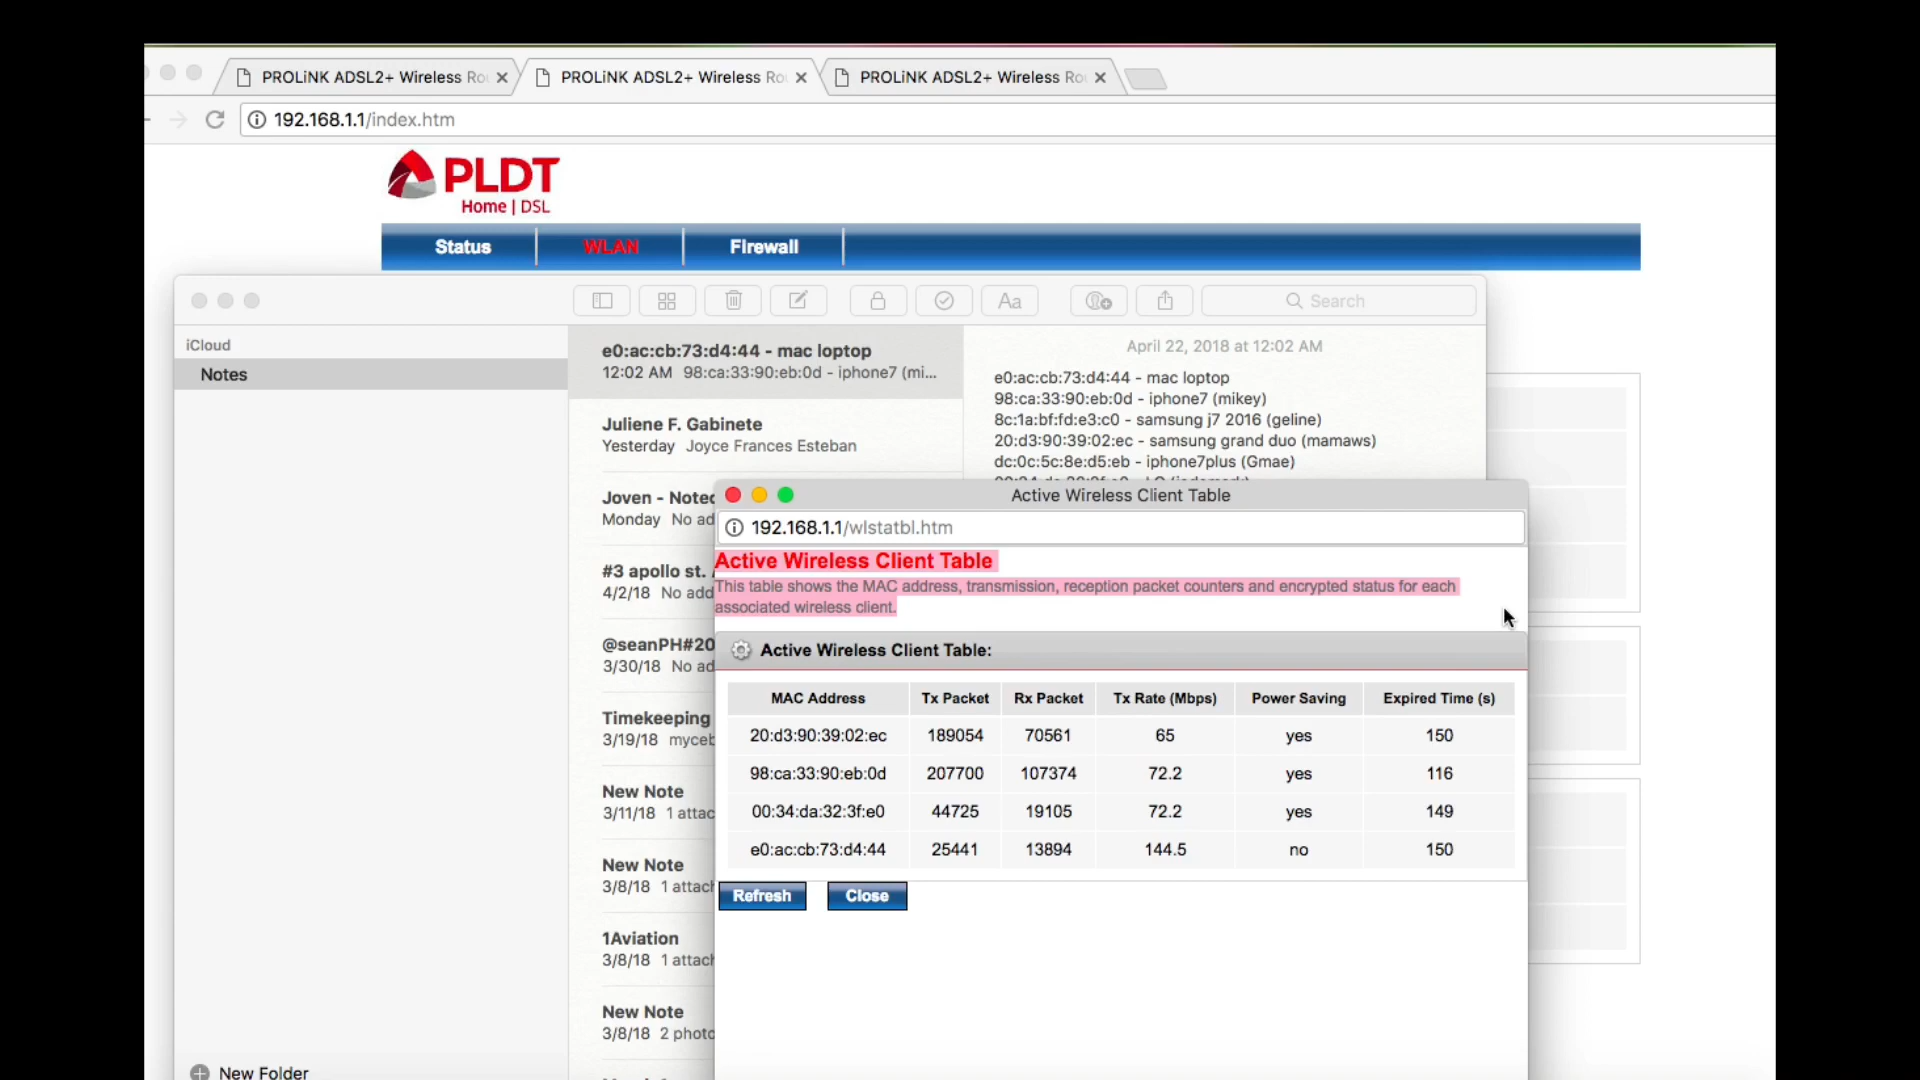 PROLiNK ADSL2+ Wireless Ro
PROLiNK ADSL2+ Wireless Ro
PROLiNK ADSL2+ Wireless Ro
192.168.1.1/index.htm
PLDT
Home | DSL
Status
WLAN
Firewall
Aa
Search
iCloud
Notes
New Folder
e0:ac:cb:73:d4:44 - mac loptop
12:02 AM 98:ca:33:90:eb:0d - iphone7 (mi...
Juliene F. Gabinete
Yesterday Joyce Frances Esteban
Joven - Noted
Monday No ad
#3 apollo st.
4/2/18 No add
@seanPH#20
3/30/18 No ad
Timekeeping
3/19/18 myceb
New Note
3/11/18 1 attac
New Note
3/8/18 1 attach
1Aviation
3/8/18 1 attach
New Note
3/8/18 2 photo
April 22, 2018 at 12:02 AM
e0:ac:cb:73:d4:44 - mac loptop
98:ca:33:90:eb:0d - iphone7 (mikey)
8c:1a:bf:fd:e3:c0 - samsung j7 2016 (geline)
20:d3:90:39:02:ec - samsung grand duo (mamaws)
dc:0c:5c:8e:d5:eb - iphone7plus (Gmae)
Active Wireless Client Table
192.168.1.1/wlstatbl.htm
Active Wireless Client Table
This table shows the MAC address, transmission, reception packet counters and encrypted status for each
associated wireless client.
Active Wireless Client Table:
MAC Address Tx Packet Rx Packet Tx Rate (Mbps) Power Saving Expired Time (s)
20:d3:90:39:02:ec 189054 70561 65 yes 150
98:ca:33:90:eb:0d 207700 107374 72.2 yes 116
00:34:da:32:3f:e0 44725 19105 72.2 yes 149
e0:ac:cb:73:d4:44 25441 13894 144.5 no 150
Refresh
Close